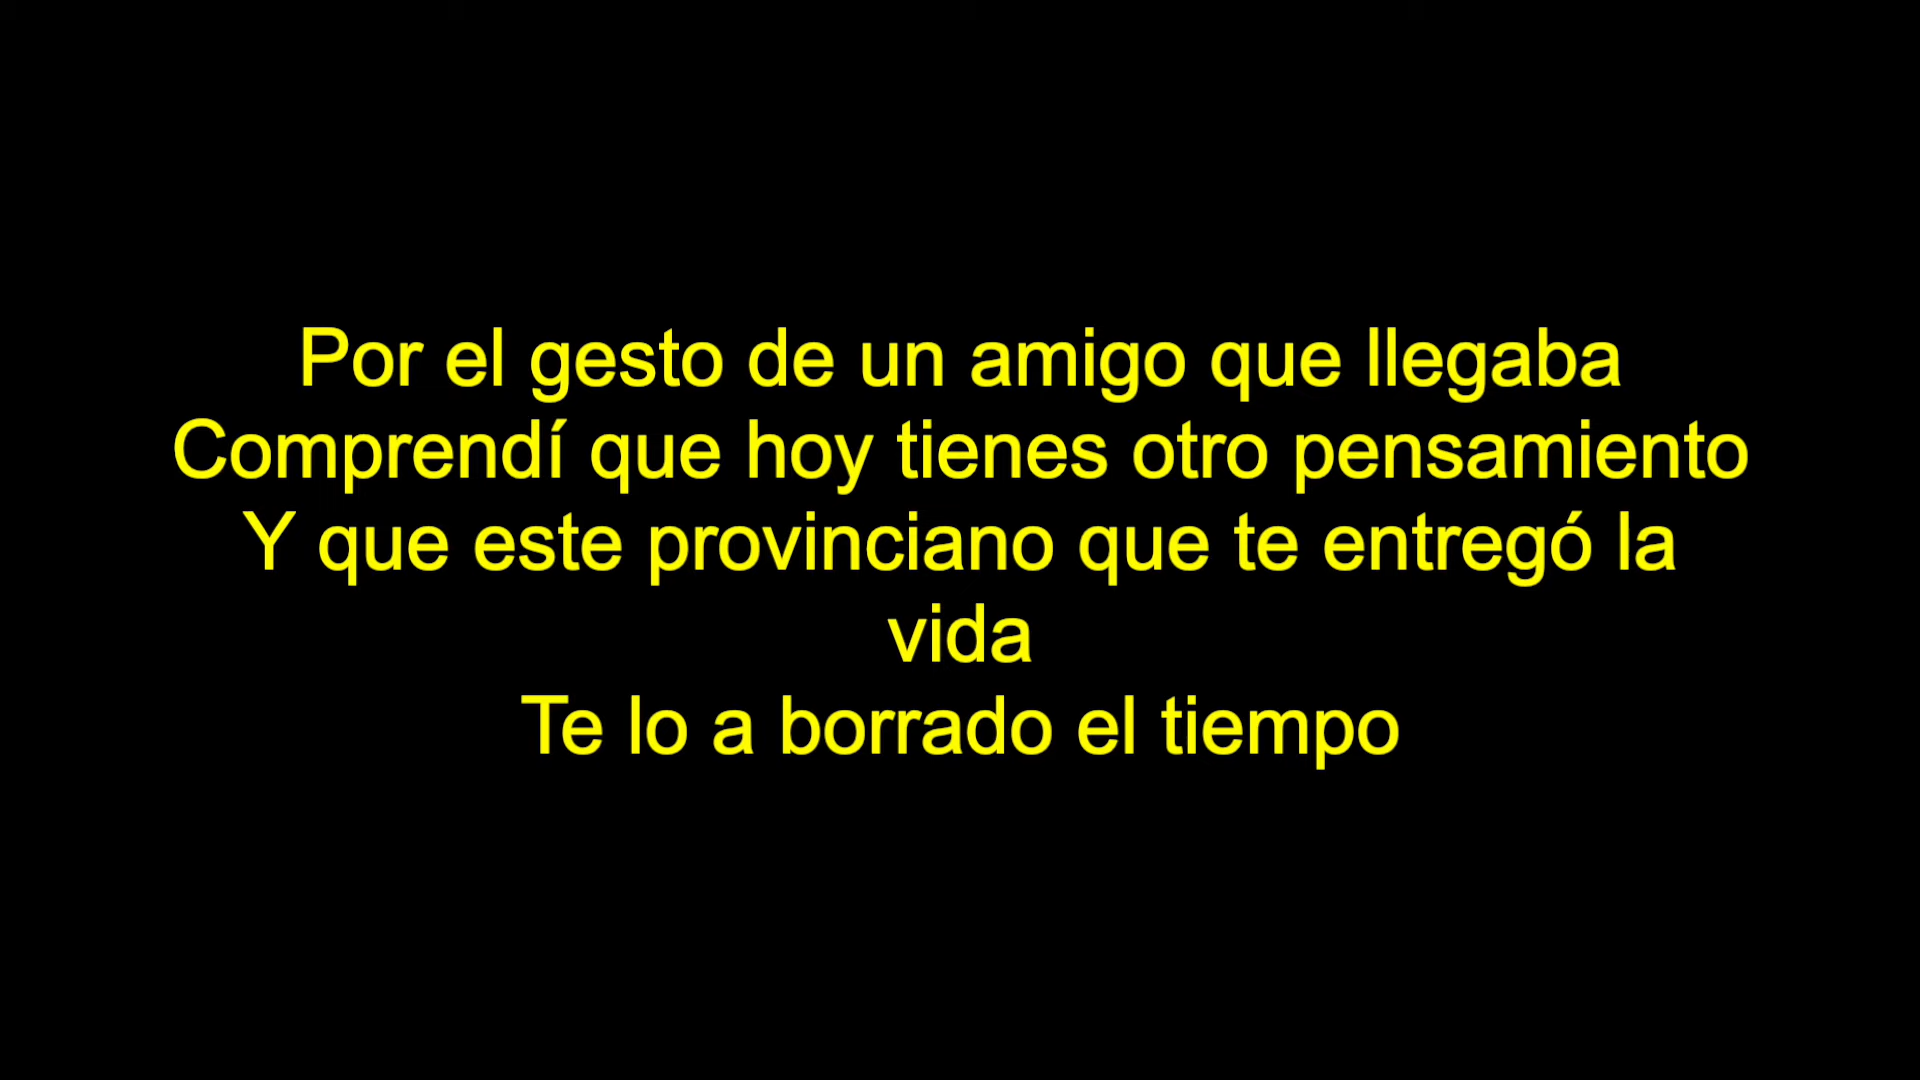 Por el gesto de un amigo que llegaba
Comprendí que hoy tienes otro pensamiento
Y que este provinciano que te entregó la
vida
Te lo a borrado el tiempo